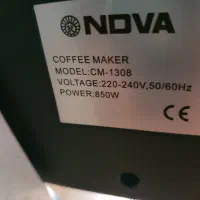 NOVA
COFFEE MAKER
MODEL:CM-1308
VOLTAGE:220-240V,50/60Hz
POWER:850W
CE